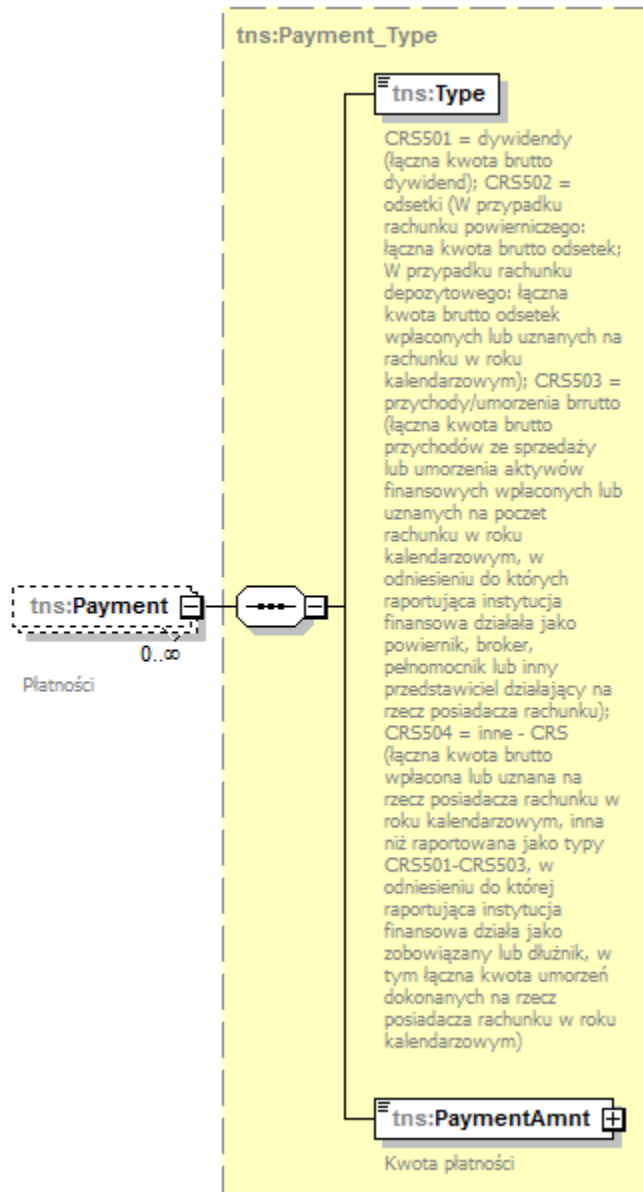 tns:Payment_Type
tns:Type
CRS501 = dywidendy
(łączna kwota brutto
dywidend); CRS502 =
odsetki (W przypadku
rachunku powierniczego:
łączna kwota brutto odsetek;
W przypadku rachunku
depozytowego: łączna
kwota brutto odsetek
wpłaconych lub uznanych na
rachunku w roku
kalendarzowym); CRS503 =
przychody/umorzenia brrutto
(łączna kwota brutto
przychodów ze sprzedaży
lub umorzenia aktywów
finansowych wpłaconych lub
uznanych na poczet
rachunku w roku
kalendarzowym, w
odniesieniu do których
raportująca instytucja
finansowa działała jako
powiernik, broker,
pełnomocnik lub inny
przedstawiciel działający na
rzecz posiadacza rachunku);
CRS504 = inne - CRS
(łączna kwota brutto
wpłacona lub uznana na
rzecz posiadacza rachunku w
roku kalendarzowym, inna
niż raportowana jako typy
CRS501-CRS503, w
odniesieniu do której
raportująca instytucja
finansowa działa jako
zobowiązany lub dłużnik, w
tym łączna kwota umorzeń
dokonanych na rzecz
posiadacza rachunku w roku
kalendarzowym)
tns:Payment
0..∞
Płatności
tns:PaymentAmnt
Kwota płatności